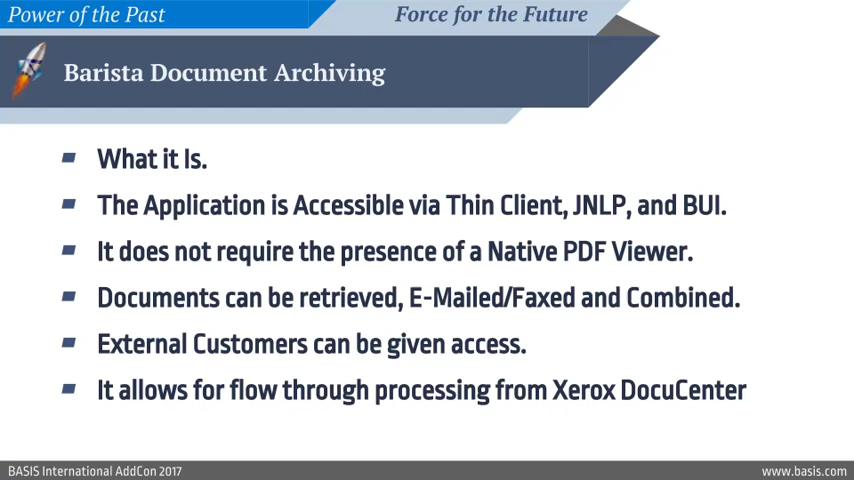 Power of the Past
Force for the Future
Barista Document Archiving
What it Is.
The Application is Accessible via Thin Client, JNLP, and BUI.
It does not require the presence of a Native PDF Viewer.
Documents can be retrieved, E-Mailed/Faxed and Combined.
External Customers can be given access.
It allows for flow through processing from Xerox DocuCenter
BASIS International AddCon 2017
www.basis.com